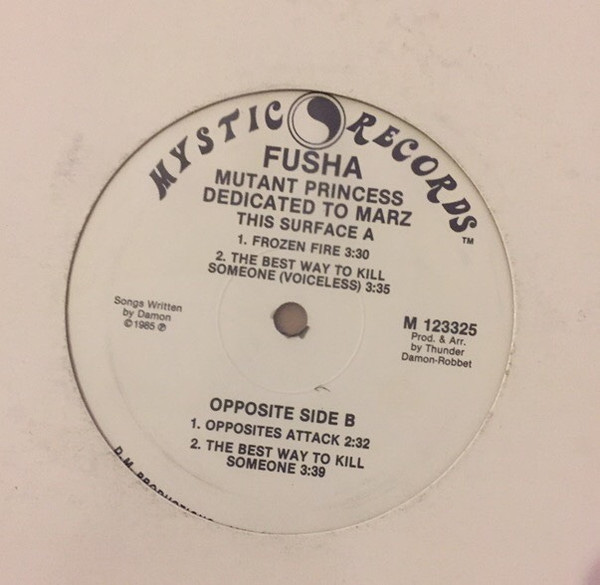 MYSTIC RECORDS™
FUSHA
MUTANT PRINCESS
DEDICATED TO MARZ
THIS SURFACE A
1. FROZEN FIRE 3:30
2. THE BEST WAY TO KILL
SOMEONE (VOICELESS) 3:35
Songs Written
by Damon
©1985 ℗
M 123325
Prod. & Arr.
by Thunder
Damon-Robbet
OPPOSITE SIDE B
1. OPPOSITES ATTACK 2:32
2. THE BEST WAY TO KILL
SOMEONE 3:39